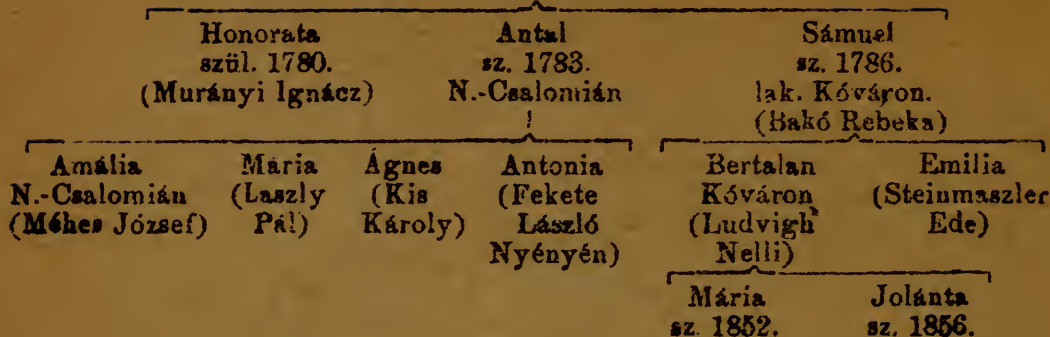 Honorata Antal Sámuel
szül. 1780. sz. 1783. sz. 1786.
(Murányi Ignácz) N.-Csalomián lak. Kóváron.
(Bakó Rebeka)
Amália Mária Ágnes Antonia Bertalan Emilia
N.-Csalomián (Laszly (Kis (Fekete Kóváron (Steinmaszler
(Méhes József) Pál) Károly) László (Ludvigh Ede)
Nyényén) Nelli)
Mária Jolánta
sz. 1852. sz. 1856.